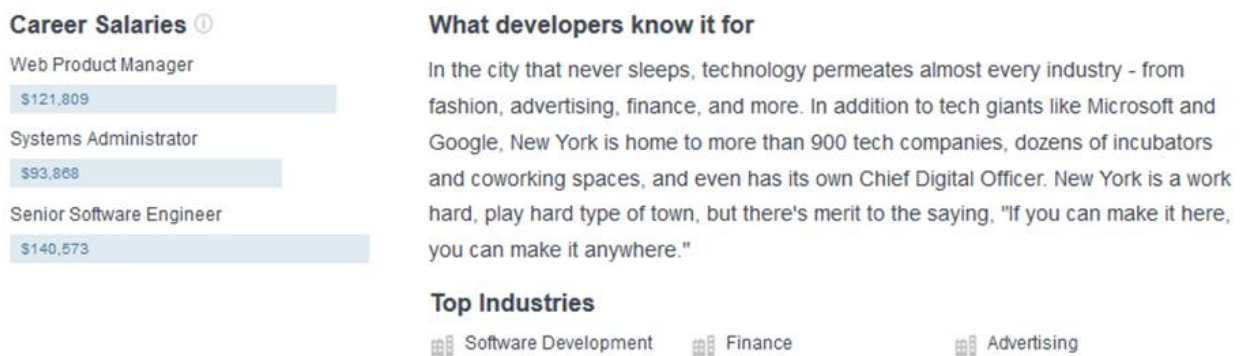 Career Salaries
Web Product Manager
$121,809
Systems Administrator
$93,868
Senior Software Engineer
$140,573
What developers know it for
In the city that never sleeps, technology permeates almost every industry - from
fashion, advertising, finance, and more. In addition to tech giants like Microsoft and
Google, New York is home to more than 900 tech companies, dozens of incubators
and coworking spaces, and even has its own Chief Digital Officer. New York is a work
hard, play hard type of town, but there's merit to the saying, "If you can make it here,
you can make it anywhere."
Top Industries
Software Development Finance Advertising